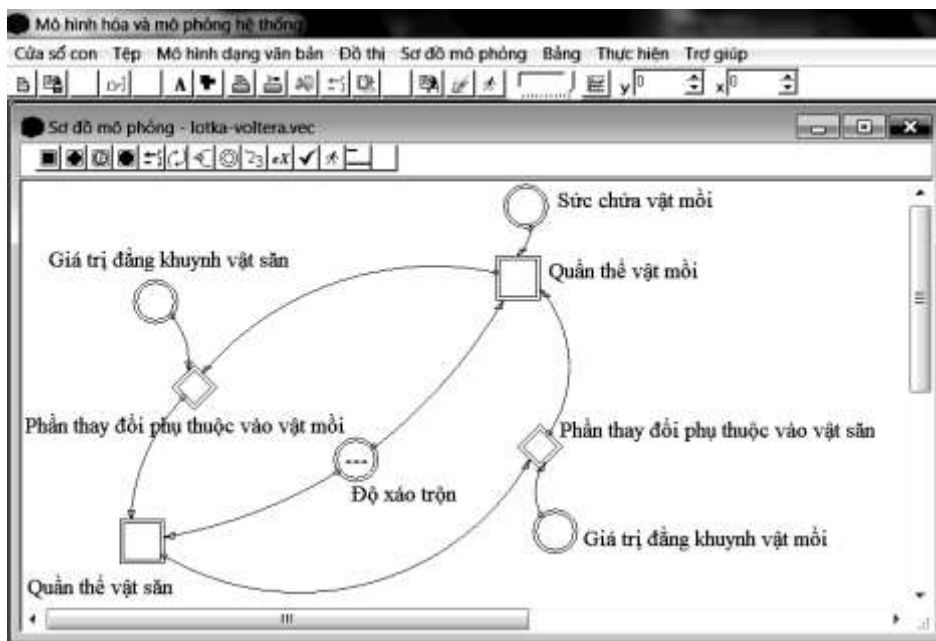 Mô hình hóa và mô phỏng hệ thống
Cửa sổ con Tệp Mô hình dạng văn bản Đồ thị Sơ đồ mô phỏng Bảng Thực hiện Trợ giúp
A y 0 x 0
Sơ đồ mô phỏng - lotka-voltera.vec
eX
Sức chứa vật mồi
Giá trị đẳng khuynh vật săn
Quần thể vật mồi
Phần thay đổi phụ thuộc vào vật mồi
Phần thay đổi phụ thuộc vào vật săn
---
Độ xáo trộn
Giá trị đẳng khuynh vật mồi
Quần thể vật săn